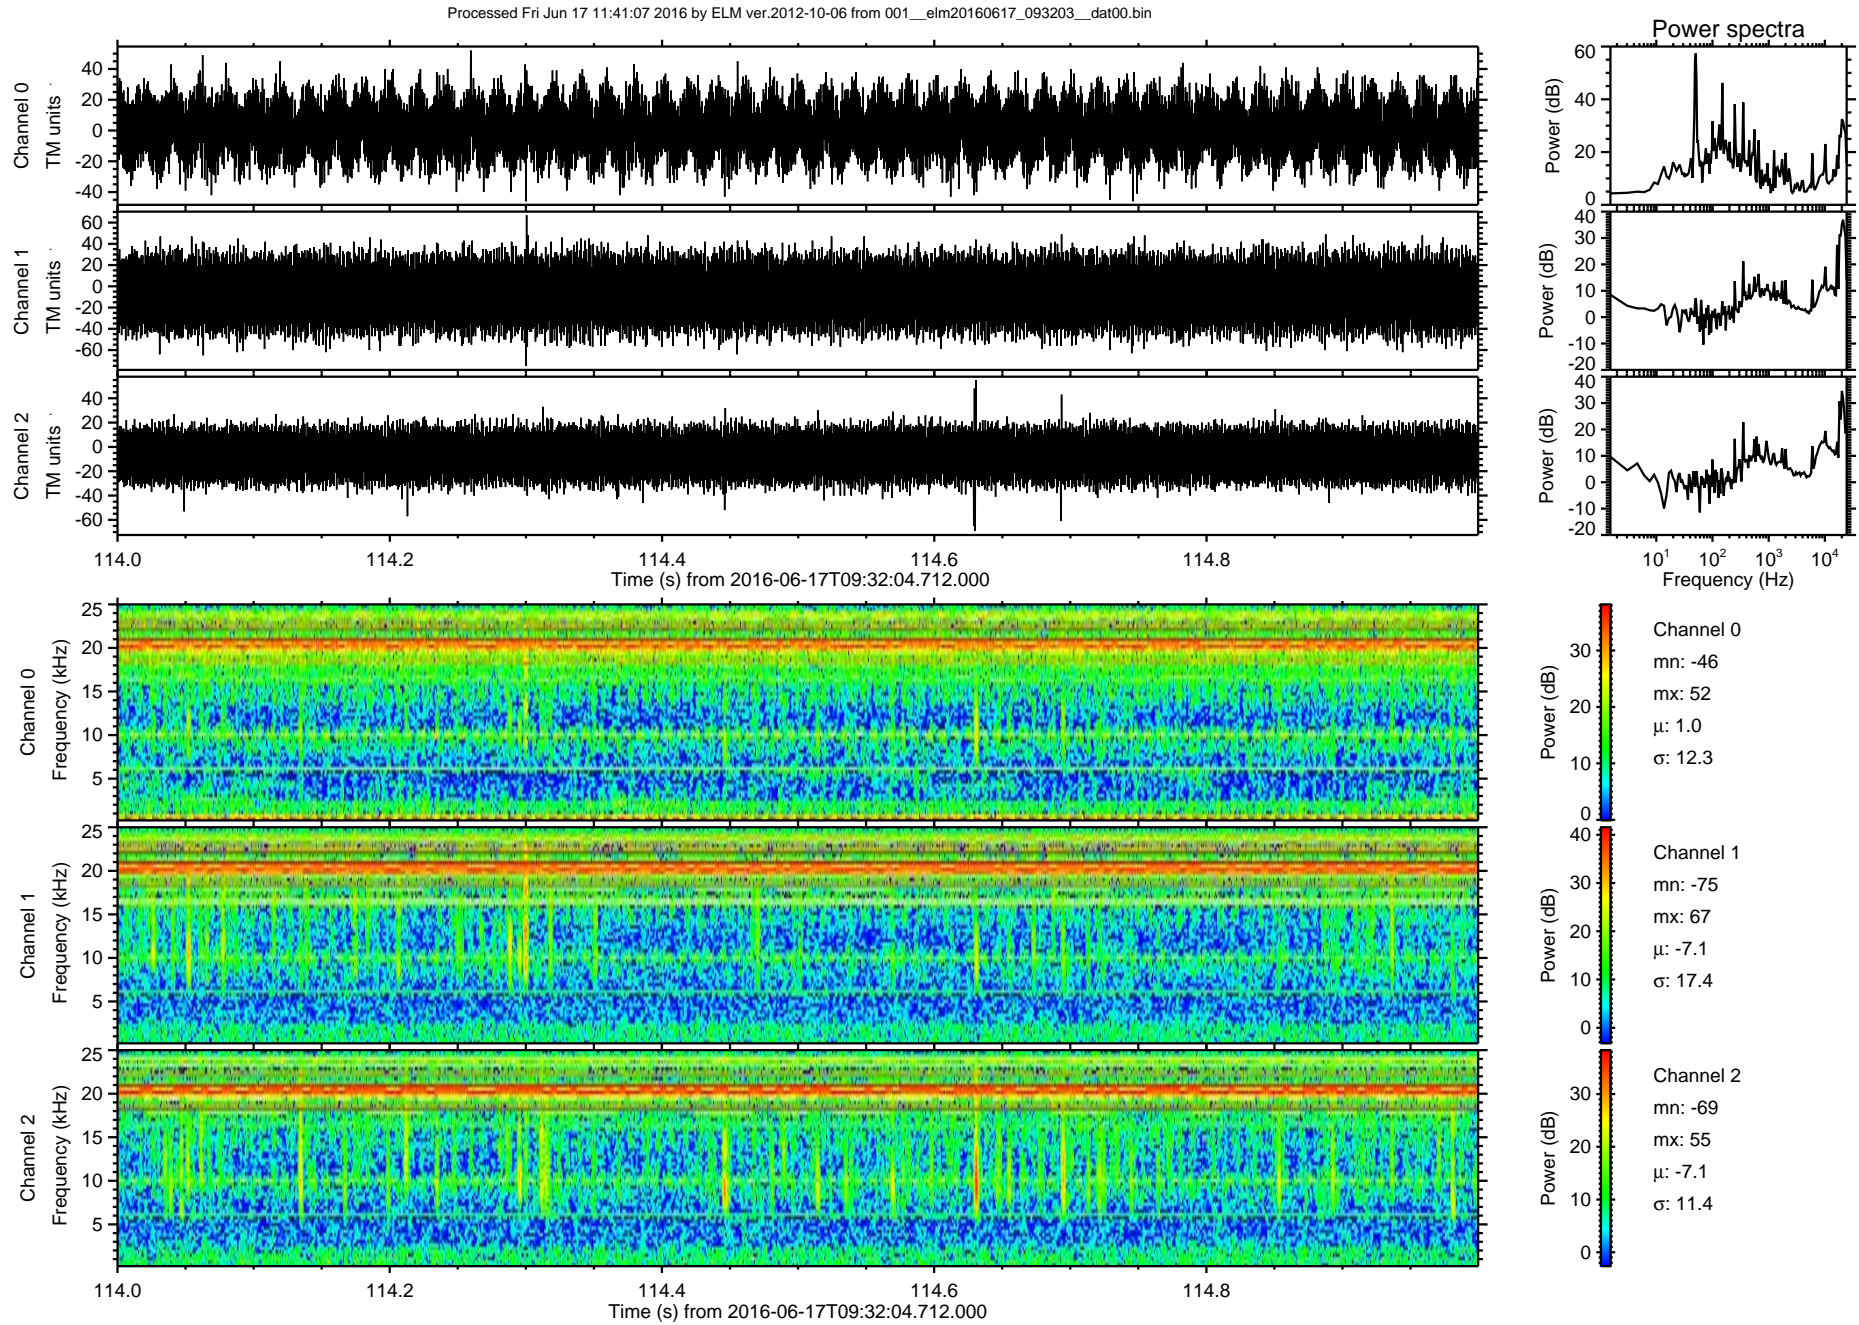 Processed Fri Jun 17 11:41:07 2016 by ELM ver.2012-10-06 from 001__elm20160617_093203__dat00.bin
Power spectra
Channel 0
TM units
40
20
0
-20
-40
Power (dB)
60
40
20
0
Channel 1
TM units
60
40
20
0
-20
-40
-60
Power (dB)
40
30
20
10
0
-10
-20
Channel 2
TM units
40
20
0
-20
-40
-60
Power (dB)
40
30
20
10
0
-10
-20
114.0 114.2 114.4 114.6 114.8
Time (s) from 2016-06-17T09:32:04.712.000
10^1 10^2 10^3 10^4
Frequency (Hz)
Channel 0
Frequency (kHz)
25
20
15
10
5
Power (dB)
30
20
10
0
Channel 0
mn: -46
mx: 52
μ: 1.0
σ: 12.3
Channel 1
Frequency (kHz)
25
20
15
10
5
Power (dB)
40
30
20
10
0
Channel 1
mn: -75
mx: 67
μ: -7.1
σ: 17.4
Channel 2
Frequency (kHz)
25
20
15
10
5
Power (dB)
30
20
10
0
Channel 2
mn: -69
mx: 55
μ: -7.1
σ: 11.4
114.0 114.2 114.4 114.6 114.8
Time (s) from 2016-06-17T09:32:04.712.000